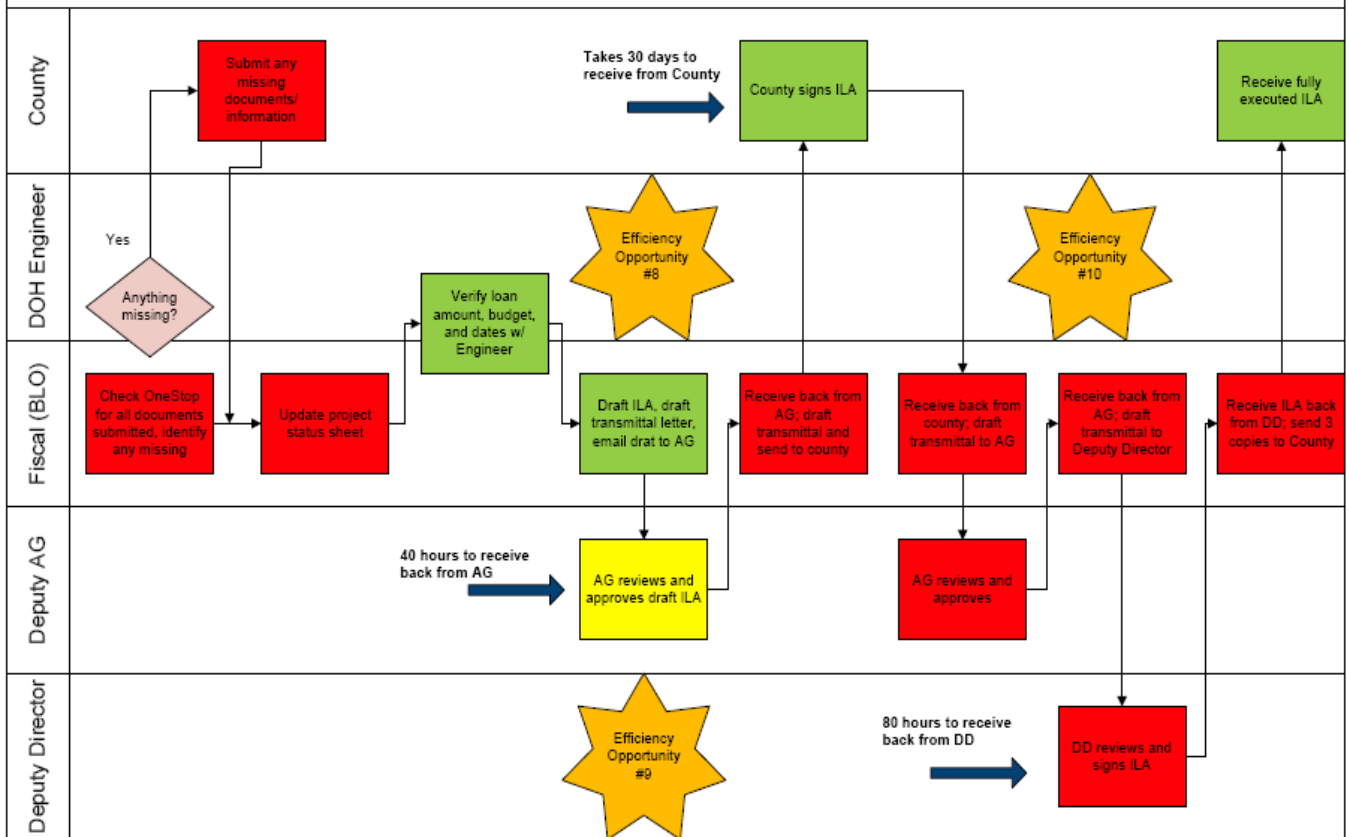 County
Submit any
missing
documents/
information
Takes 30 days to
receive from County
County signs ILA
Receive fully
executed ILA
DOH Engineer
Yes
Anything
missing?
Verify loan
amount, budget,
and dates w/
Engineer
Efficiency
Opportunity
#8
Efficiency
Opportunity
#10
Fiscal (BLO)
Check OneStop
for all documents
submitted, identify
any missing
Update project
status sheet
Draft ILA, draft
transmittal letter,
email drat to AG
Receive back from
AG; draft
transmittal and
send to county
Receive back from
county; draft
transmittal to AG
Receive back from
AG; draft
transmittal to
Deputy Director
Receive ILA back
from DD; send 3
copies to County
Deputy AG
40 hours to receive
back from AG
AG reviews and
approves draft ILA
AG reviews and
approves
Deputy Director
Efficiency
Opportunity
#9
80 hours to receive
back from DD
DD reviews and
signs ILA